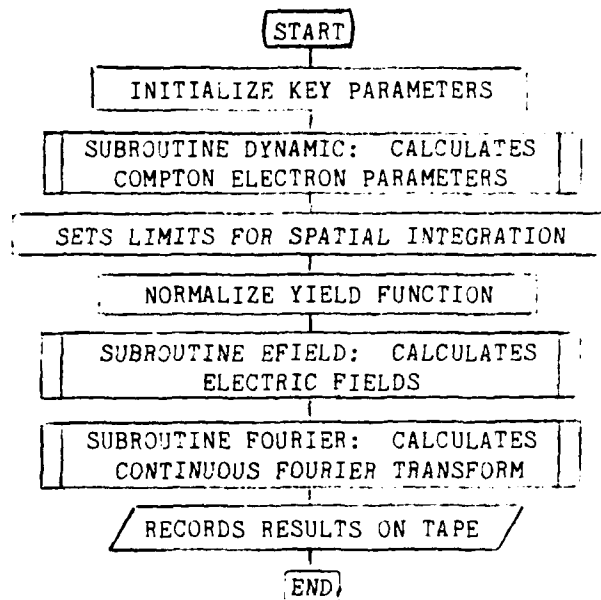 START
INITIALIZE KEY PARAMETERS
SUBROUTINE DYNAMIC: CALCULATES
COMPTON ELECTRON PARAMETERS
SETS LIMITS FOR SPATIAL INTEGRATION
NORMALIZE YIELD FUNCTION
SUBROUTINE EFIELD: CALCULATES
ELECTRIC FIELDS
SUBROUTINE FOURIER: CALCULATES
CONTINUOUS FOURIER TRANSFORM
RECORDS RESULTS ON TAPE
END